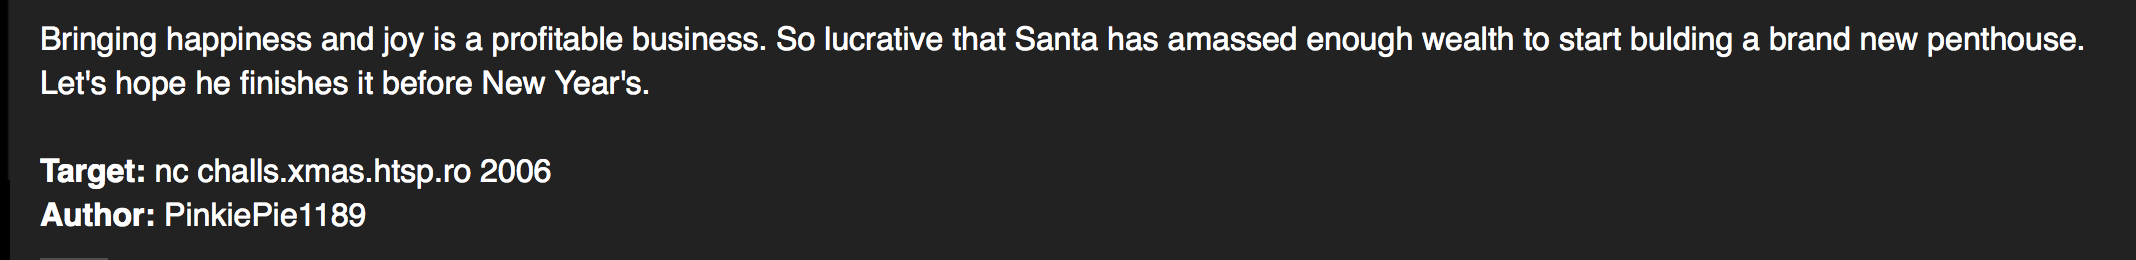 Bringing happiness and joy is a profitable business. So lucrative that Santa has amassed enough wealth to start bulding a brand new penthouse.
Let's hope he finishes it before New Year's.
Target: nc challs.xmas.htsp.ro 2006
Author: PinkiePie1189